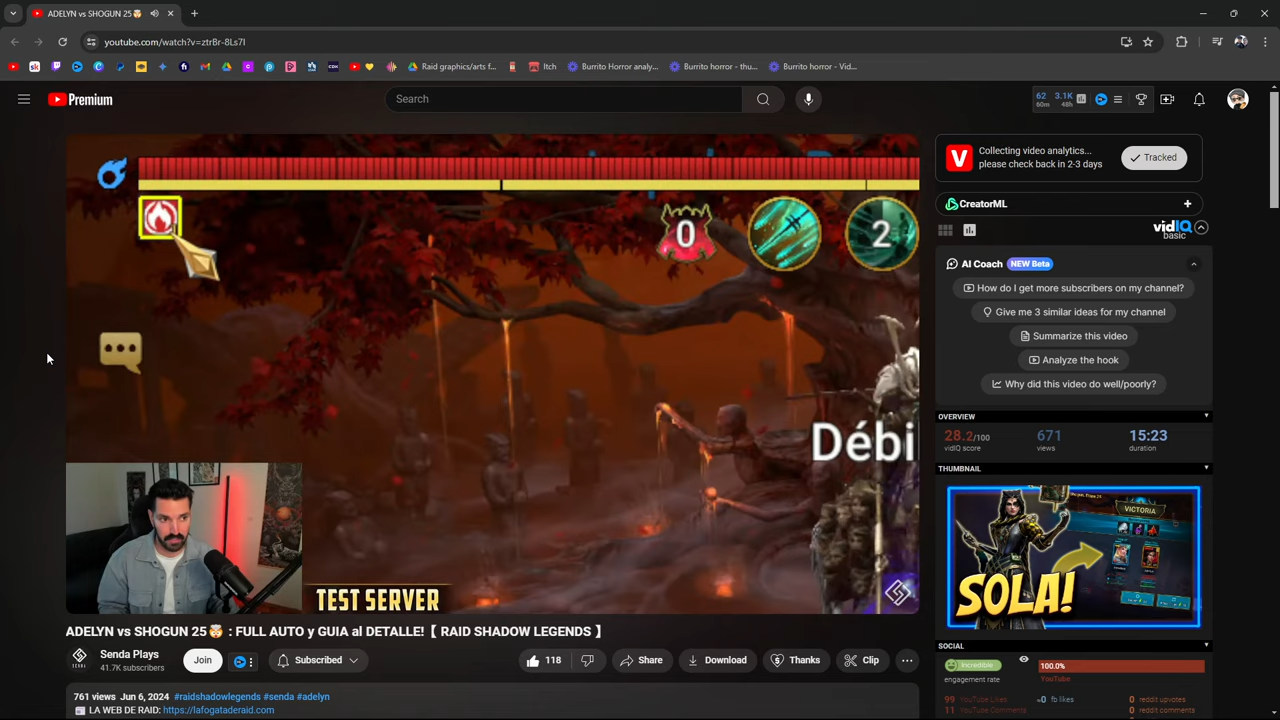 ADELYN vs SHOGUN 25🤯
youtube.com/watch?v=ztrBr-8Ls7I
Raid graphics/arts f...
Itch
Burrito Horror analy...
Burrito horror - thu...
Burrito horror - Vid...
Premium
Search
62 3.1K
60m 48h
0
2
Débi
TEST SERVER
ADELYN vs SHOGUN 25🤯 : FULL AUTO y GUIA al DETALLE!【 RAID SHADOW LEGENDS 】
Senda Plays
41.7K subscribers
Join
Subscribed
118
Share
Download
Thanks
Clip
761 views Jun 6, 2024 #raidshadowlegends #senda #adelyn
LA WEB DE RAID: https://lafogataderaid.com
Collecting video analytics...
please check back in 2-3 days
Tracked
CreatorML
vidIQ
basic
AI Coach NEW Beta
How do I get more subscribers on my channel?
Give me 3 similar ideas for my channel
Summarize this video
Analyze the hook
Why did this video do well/poorly?
OVERVIEW
28.2/100 671 15:23
vidIQ score views duration
THUMBNAIL
VICTORIA
SOLA!
SOCIAL
Incredible
engagement rate
100.0%
YouTube
99 YouTube Likes ~0 fb likes 0 reddit upvotes
11 YouTube Comments 0 reddit comments